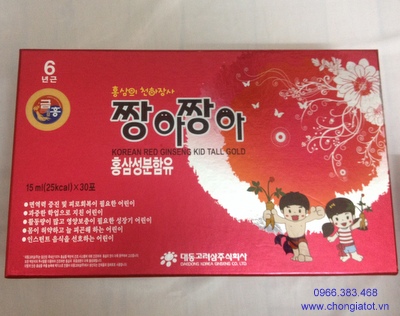 6
년근
금홍
홍삼의 천하장사
짱아짱아
KOREAN RED GINSENG KID TALL GOLD
홍삼성분함유
15 ml(25kcal)×30포
면역력 증진 및 피로회복이 필요한 어린이
과중한 학업으로 지친 어린이
활동량이 많고 영양보충이 필요한 성장기 어린이
몸이 허약하고 늘 피곤해 하는 어린이
인스턴트 음식을 선호하는 어린이
대동고려삼주식회사
DAEDONG KOREA GINSENG CO., LTD
0966.383.468
www.chongiatot.vn